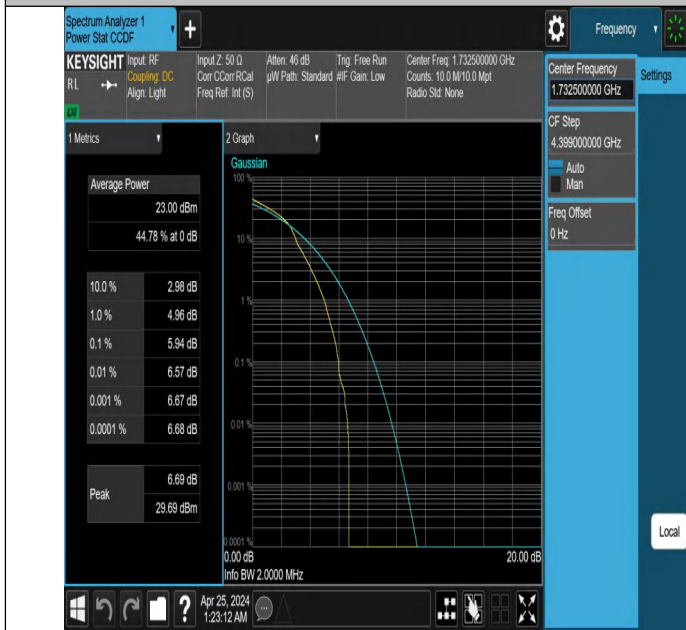 Spectrum Analyzer 1
Power Stat CCDF
+
Frequency
KEYSIGHT
RL
LXI
Input: RF
Coupling: DC
Align: Light
Input Z: 50 Ω
Corr CCorr RCal
Freq Ref: Int (S)
Atten: 46 dB
µW Path: Standard
Trig: Free Run
#IF Gain: Low
Center Freq: 1.732500000 GHz
Counts: 10.0 M/10.0 Mpt
Radio Std: None
Center Frequency
1.732500000 GHz
Settings
CF Step
4.399000000 GHz
Auto
Man
Freq Offset
0 Hz
Local
1 Metrics
Average Power
23.00 dBm
44.78 % at 0 dB
10.0 % 2.98 dB
1.0 % 4.96 dB
0.1 % 5.94 dB
0.01 % 6.57 dB
0.001 % 6.67 dB
0.0001 % 6.68 dB
Peak 6.69 dB
29.69 dBm
2 Graph
Gaussian
100 %
10 %
1 %
0.1 %
0.01 %
0.001 %
0.0001 %
0.00 dB 20.00 dB
Info BW 2.0000 MHz
?
Apr 25, 2024
1:23:12 AM